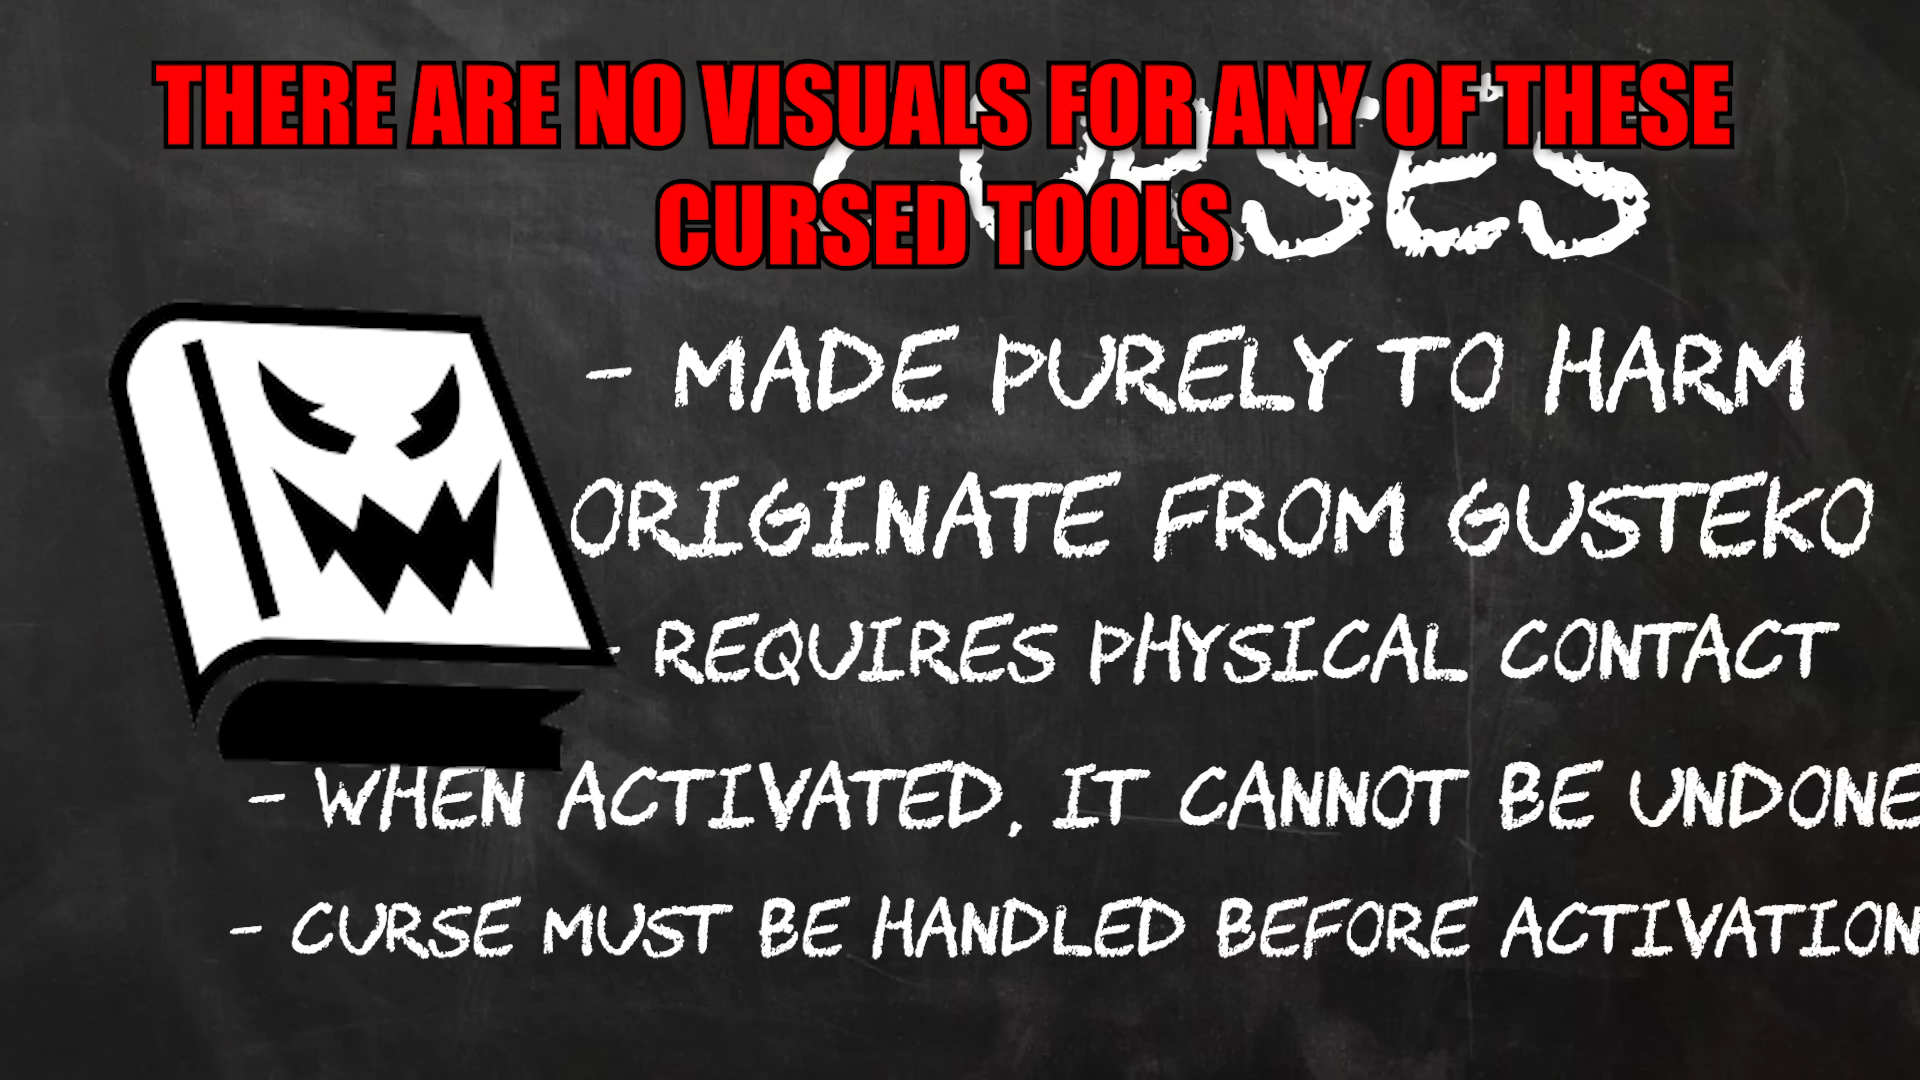 THERE ARE NO VISUALS FOR ANY OF THESE
CURSED TOOLS
CURSES
- MADE PURELY TO HARM
ORIGINATE FROM GUSTEKO
- REQUIRES PHYSICAL CONTACT
- WHEN ACTIVATED, IT CANNOT BE UNDONE
- CURSE MUST BE HANDLED BEFORE ACTIVATION